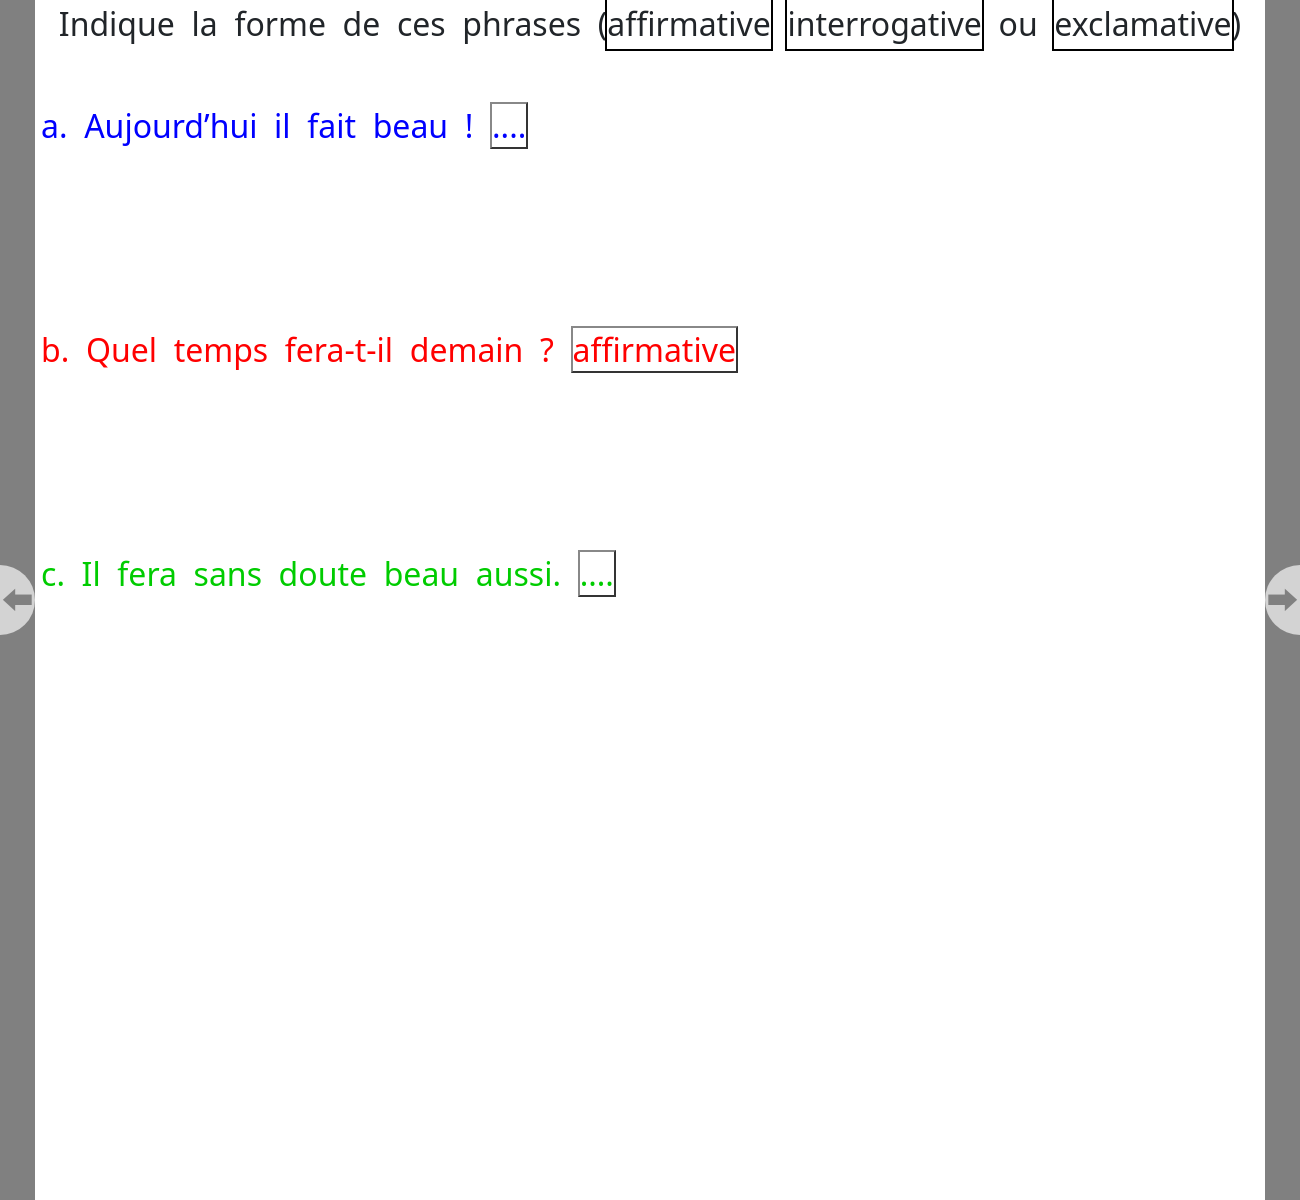 Indique la forme de ces phrases (affirmative interrogative ou exclamative)
a. Aujourd’hui il fait beau ! ....
b. Quel temps fera-t-il demain ? affirmative
c. Il fera sans doute beau aussi. ....